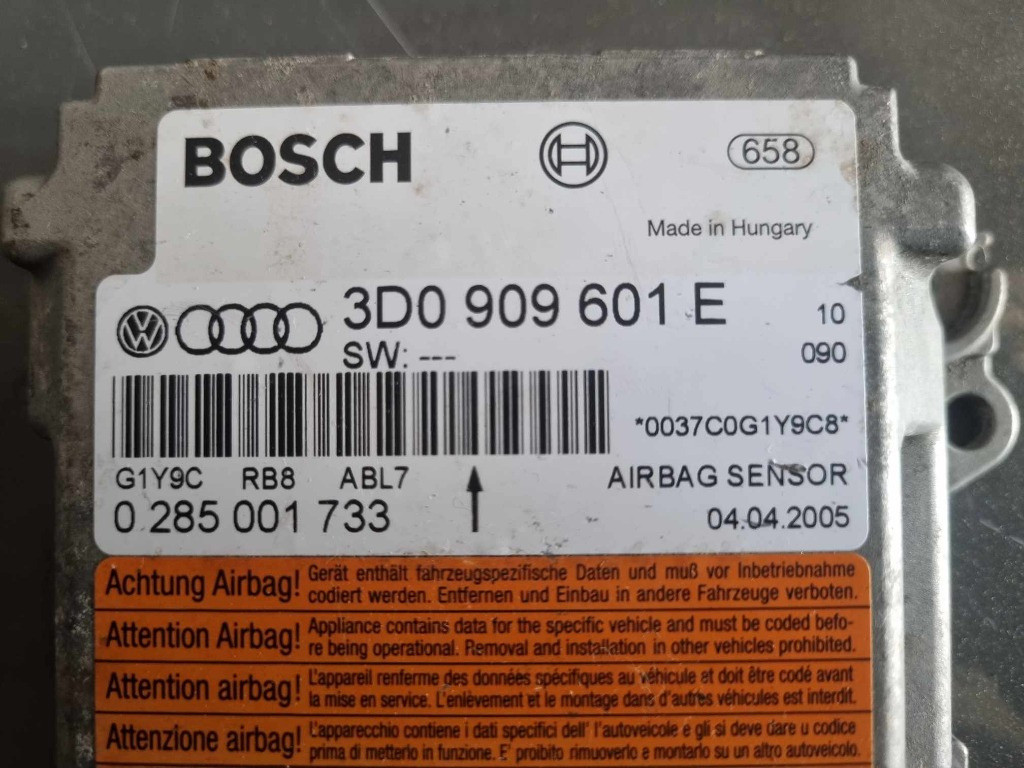 BOSCH
658
Made in Hungary
3D0 909 601 E
10
SW: ---
090
*0037C0G1Y9C8*
G1Y9C RB8 ABL7
AIRBAG SENSOR
0 285 001 733
04.04.2005
Achtung Airbag! Gerät enthält fahrzeugspezifische Daten und muß vor Inbetriebnahme
codiert werden. Entfernen und Einbau in andere Fahrzeuge verboten.
Attention Airbag! Appliance contains data for the specific vehicle and must be coded befo-
re being operational. Removal and installation in other vehicles prohibited.
Attention airbag! L'appareil renferme des données spécifiques au véhicule et doit être codé avant
la mise en service. L'enlèvement et le montage dans d'autres véhicules est interdit.
Attenzione airbag! L'apparecchio contiene i dati specifici dell' l'autoveicole e gli si deve dare u codice
prima di metterlo in funzione. E' proibito rimuoverlo e montarlo su un altro autoveicolo.